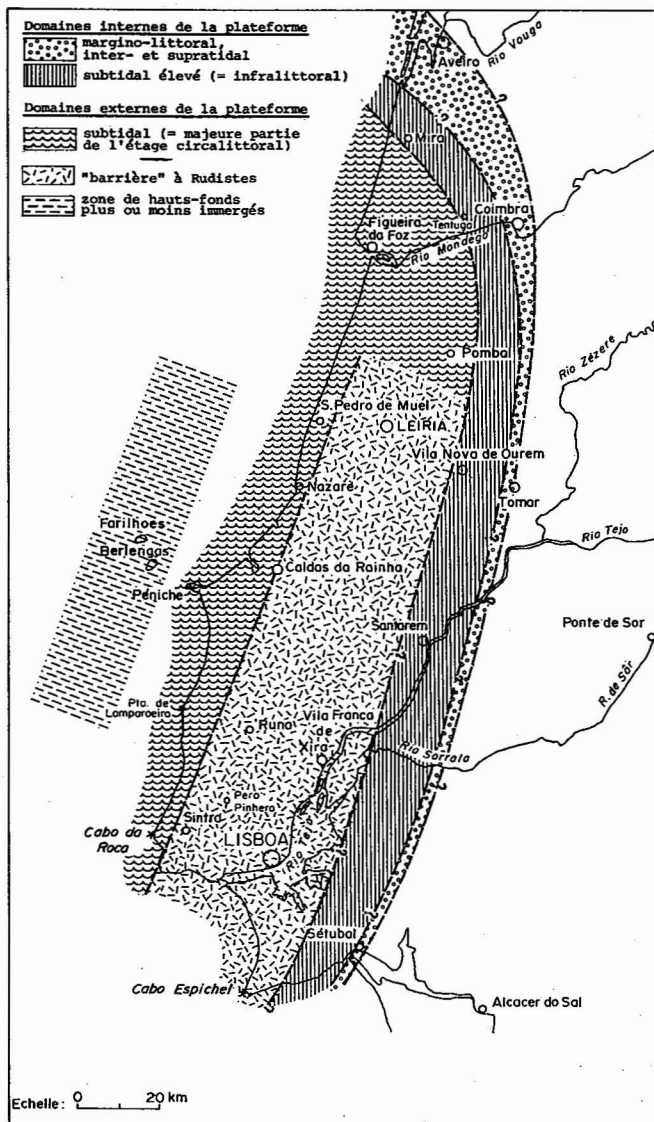 Domaines internes de la plateforme
margino-littoral,
inter- et supratidal
subtidal élevé (= infralittoral)
Domaines externes de la plateforme
subtidal (= majeure partie
de l'étage circalittoral)
"barrière" à Rudistes
zone de hauts-fonds
plus ou moins immergés
Rio Vouga
Aveiro
Mira
Coimbra
Tentugal
Figueira
da Foz
Rio Mondego
Pombal
Rio Zézere
S. Pedro de Muel
LEIRIA
Vila Nova de Ourem
Nazaré
Tomar
Farilhoes
Berlengas
Rio Tejo
Caldas da Rainha
Péniche
Santarem
Ponte de Sor
R. de Sôr
Pta. de
Lamparoeira
Runa
Vila Franca
de
Xira
Rio Sorraia
Pero
Pinhero
Sintra
Cabo da
Roca
LISBOA
Rio Tejo
Sétubal
Cabo Espichel
Alcacer do Sal
Echelle: 0 20 km